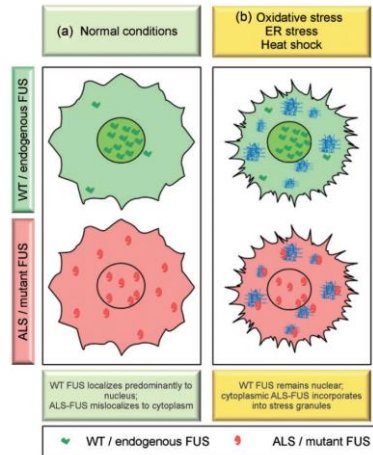 (a) Normal conditions
(b) Oxidative stress
ER stress
Heat shock
WT / endogenous FUS
ALS / mutant FUS
WT FUS localizes predominantly to
nucleus;
ALS-FUS mislocalizes to cytoplasm
WT FUS remains nuclear;
cytoplasmic ALS-FUS incorporates
into stress granules
WT / endogenous FUS
ALS / mutant FUS